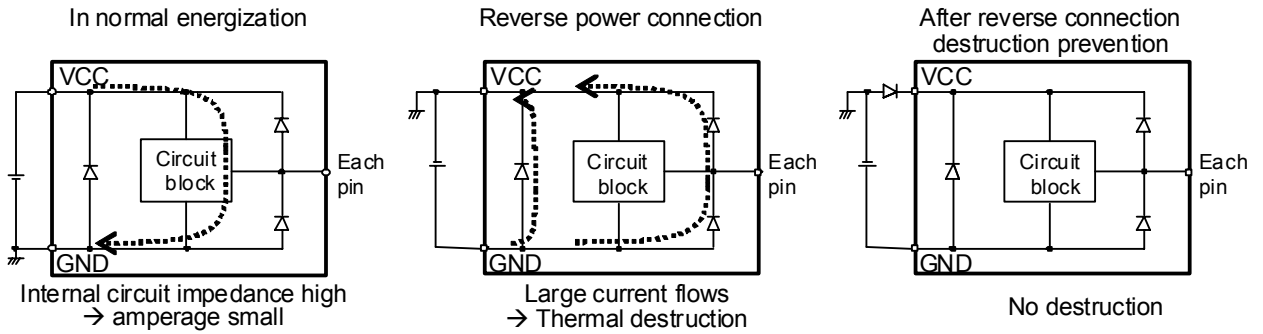 In normal energization
VCC
Circuit
block
Each
pin
GND
Internal circuit impedance high
→ amperage small
Reverse power connection
VCC
Circuit
block
Each
pin
GND
Large current flows
→ Thermal destruction
After reverse connection
destruction prevention
VCC
Circuit
block
Each
pin
GND
No destruction